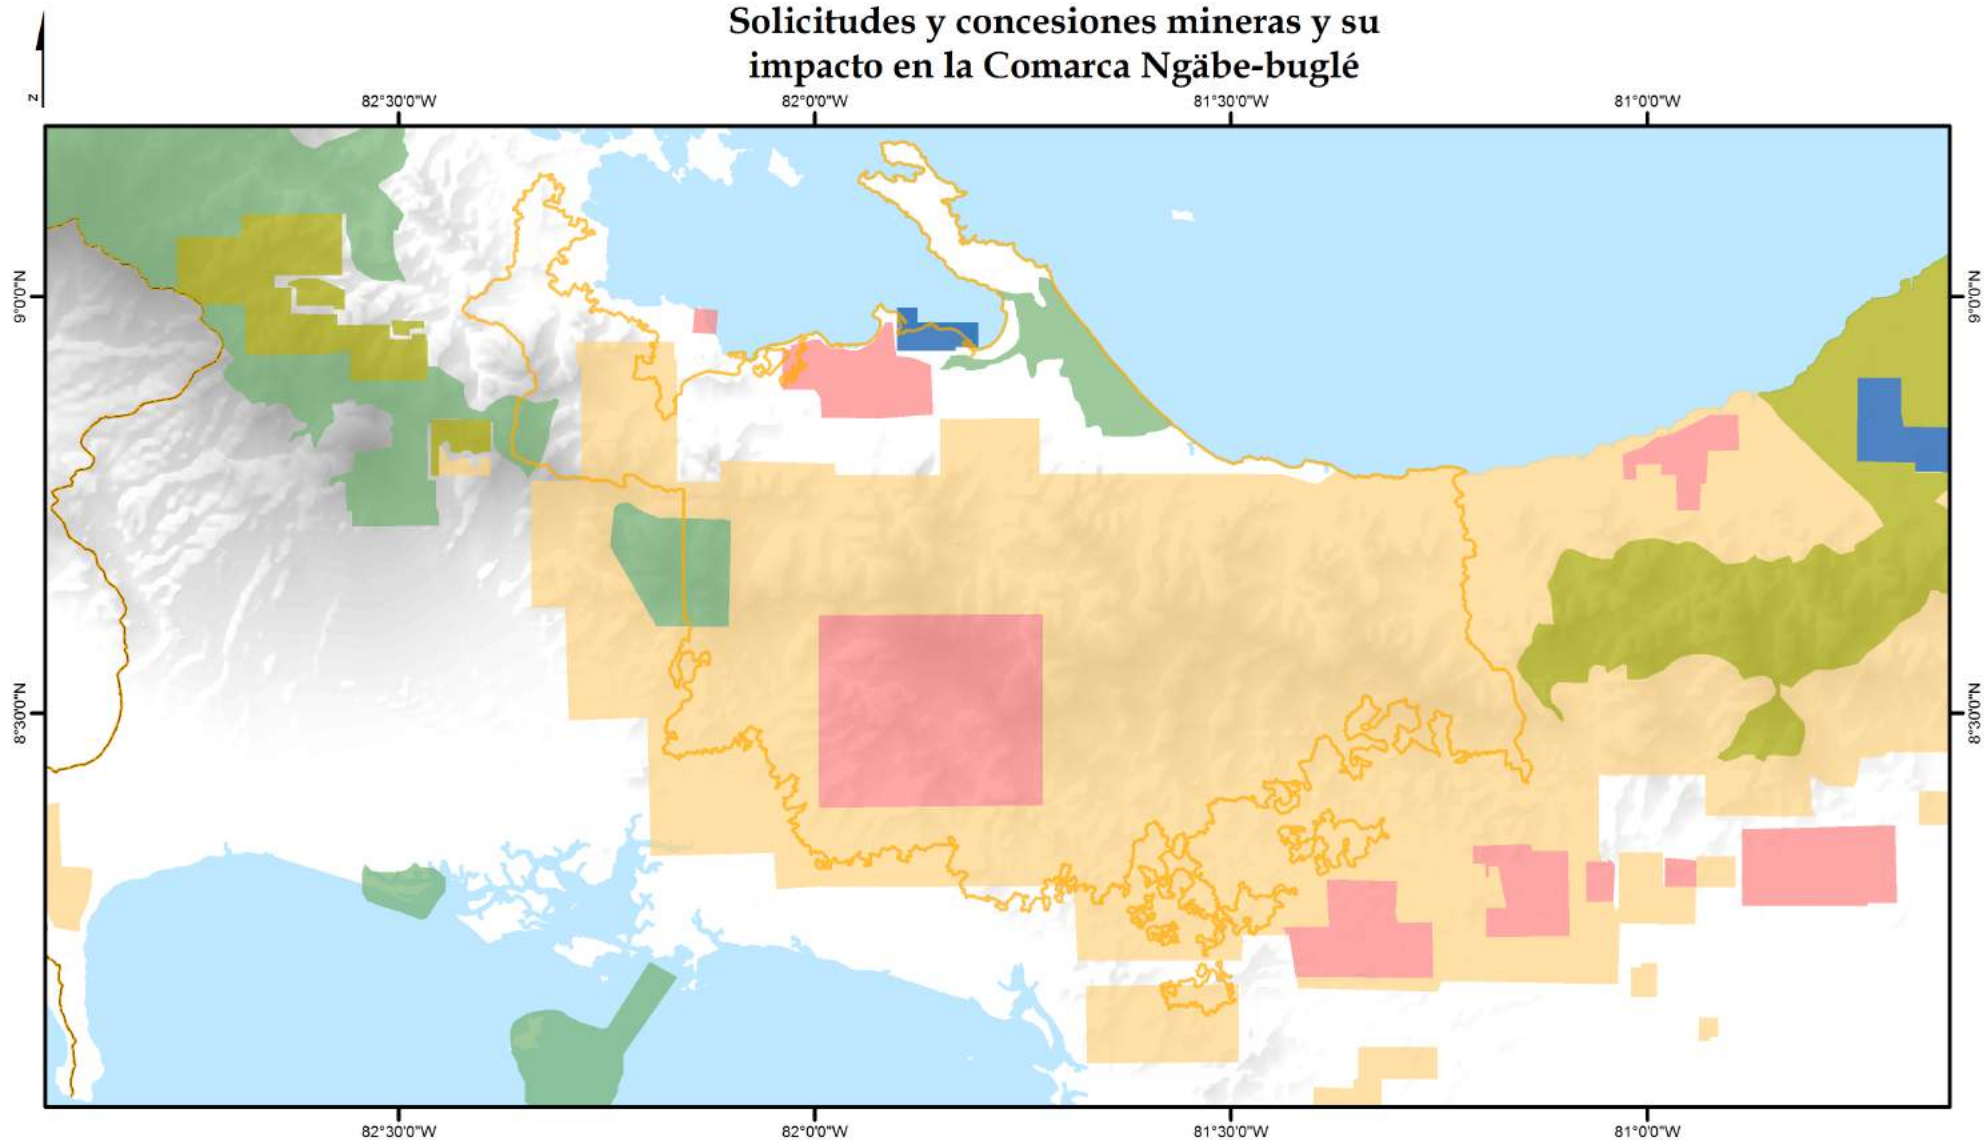 Solicitudes y concesiones mineras y su
impacto en la Comarca Ngäbe-buglé
N
82°30'0"W
82°0'0"W
81°30'0"W
81°0'0"W
9°0'0"N
9°0'0"N
8°30'0"N
8°30'0"N
82°30'0"W
82°0'0"W
81°30'0"W
81°0'0"W